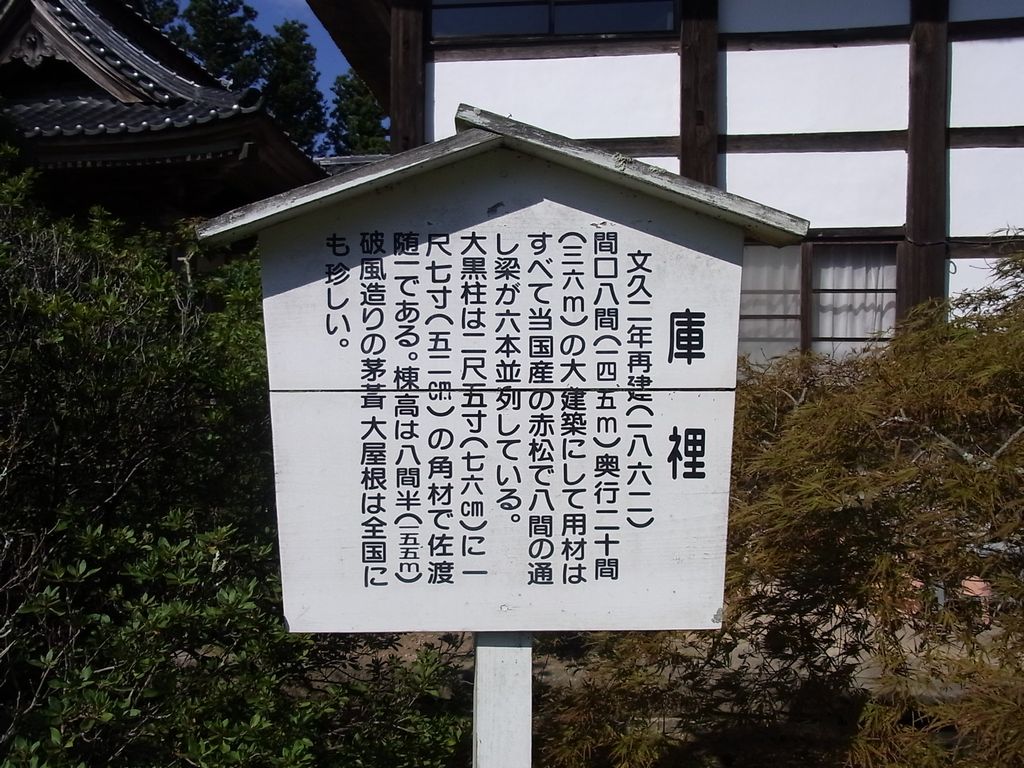 庫裡
文久二年再建(一八六二)
間口八間(一四、五m)奥行二十間
(三六m)の大建築にして用材は
すべて当国産の赤松で八間の通
し梁が六本並列している。
大黒柱は二尺五寸(七六㎝)に一
尺七寸(五二㎝)の角材で佐渡
随一である。棟高は八間半(一五、五m)
破風造りの茅葺大屋根は全国に
も珍しい。